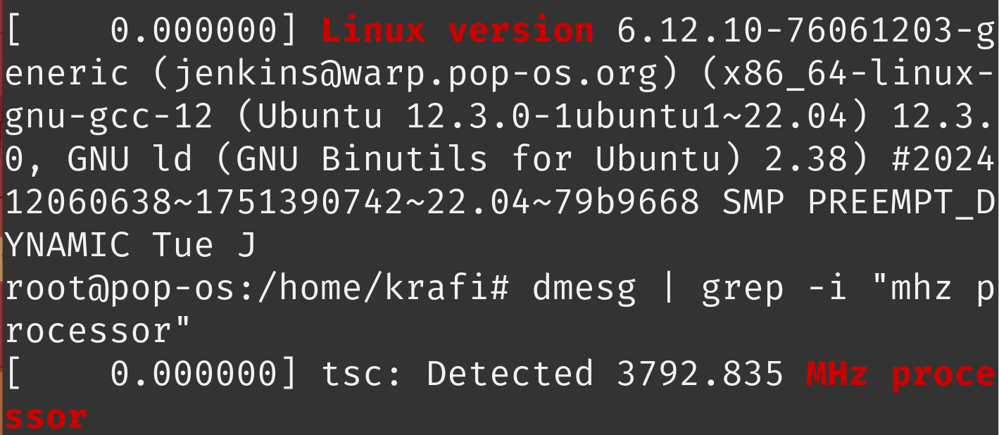 [    0.000000] Linux version 6.12.10-76061203-g
eneric (jenkins@warp.pop-os.org) (x86_64-linux-
gnu-gcc-12 (Ubuntu 12.3.0-1ubuntu1~22.04) 12.3.
0, GNU ld (GNU Binutils for Ubuntu) 2.38) #2024
12060638~1751390742~22.04~79b9668 SMP PREEMPT_D
YNAMIC Tue J
root@pop-os:/home/krafi# dmesg | grep -i "mhz p
rocessor"
[    0.000000] tsc: Detected 3792.835 MHz proce
ssor